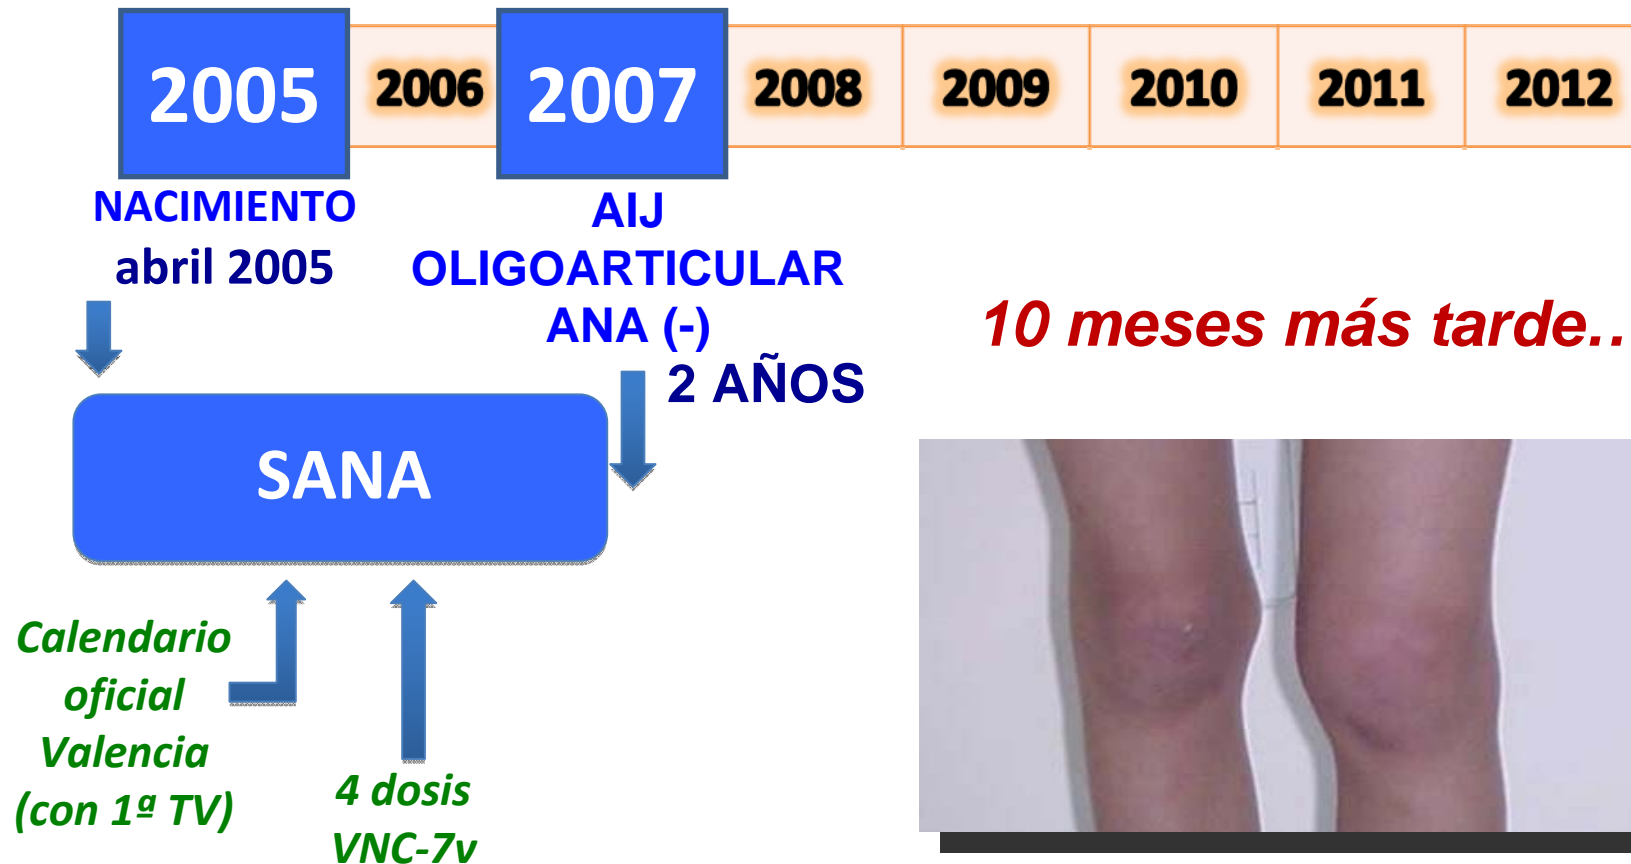 2005 2006 2007 2008 2009 2010 2011 2012
NACIMIENTO
abril 2005
AIJ
OLIGOARTICULAR
ANA (-)
2 AÑOS
10 meses más tarde..
SANA
Calendario
oficial
Valencia
(con 1ª TV)
4 dosis
VNC-7v